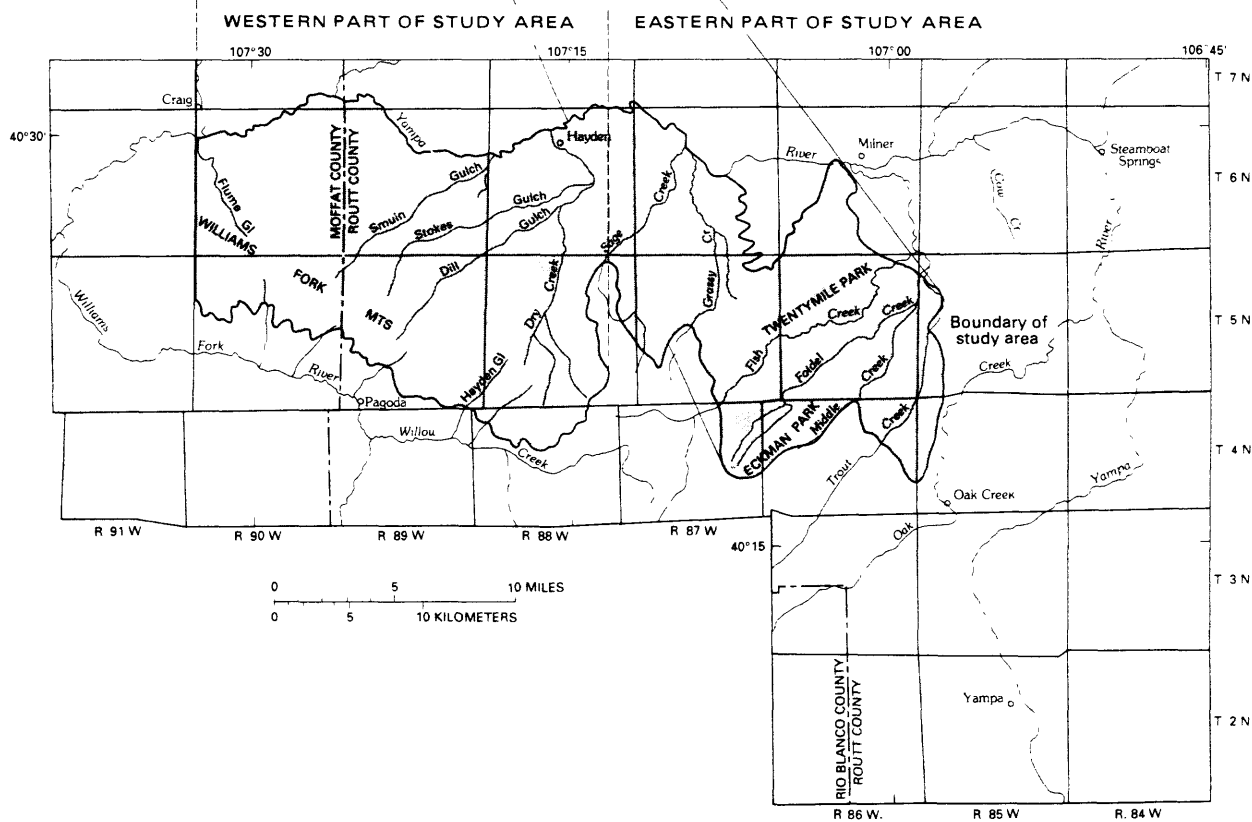 WESTERN PART OF STUDY AREA
EASTERN PART OF STUDY AREA
107°30'
107°15'
107°00'
106°45'
T 7 N
Craig
40°30'
Yampa
Hayden
River
Milner
Steamboat
Springs
T 6 N
MOFFAT COUNTY
ROUTT COUNTY
Flume Gl
Smuin
Gulch
Stokes
Gulch
Dill
Gulch
Creek
Cow
Cr
River
WILLIAMS
FORK
MTS
Sage
Grassy
Cr
Dry
Creek
TWENTYMILE PARK
Fish
Creek
Foidel
Creek
Creek
Boundary of
study area
T 5 N
Williams
Fork
River
Pagoda
Hayden Gl
Creek
Willou
Creek
ECKMAN PARK
Middle
Creek
Trout
Oak Creek
Yampa
T 4 N
R 91 W
R 90 W
R 89 W
R 88 W
R 87 W
40°15'
Oak
0 5 10 MILES
0 5 10 KILOMETERS
T 3 N
RIO BLANCO COUNTY
ROUTT COUNTY
Yampa
T 2 N
R 86 W.
R 85 W
R. 84 W